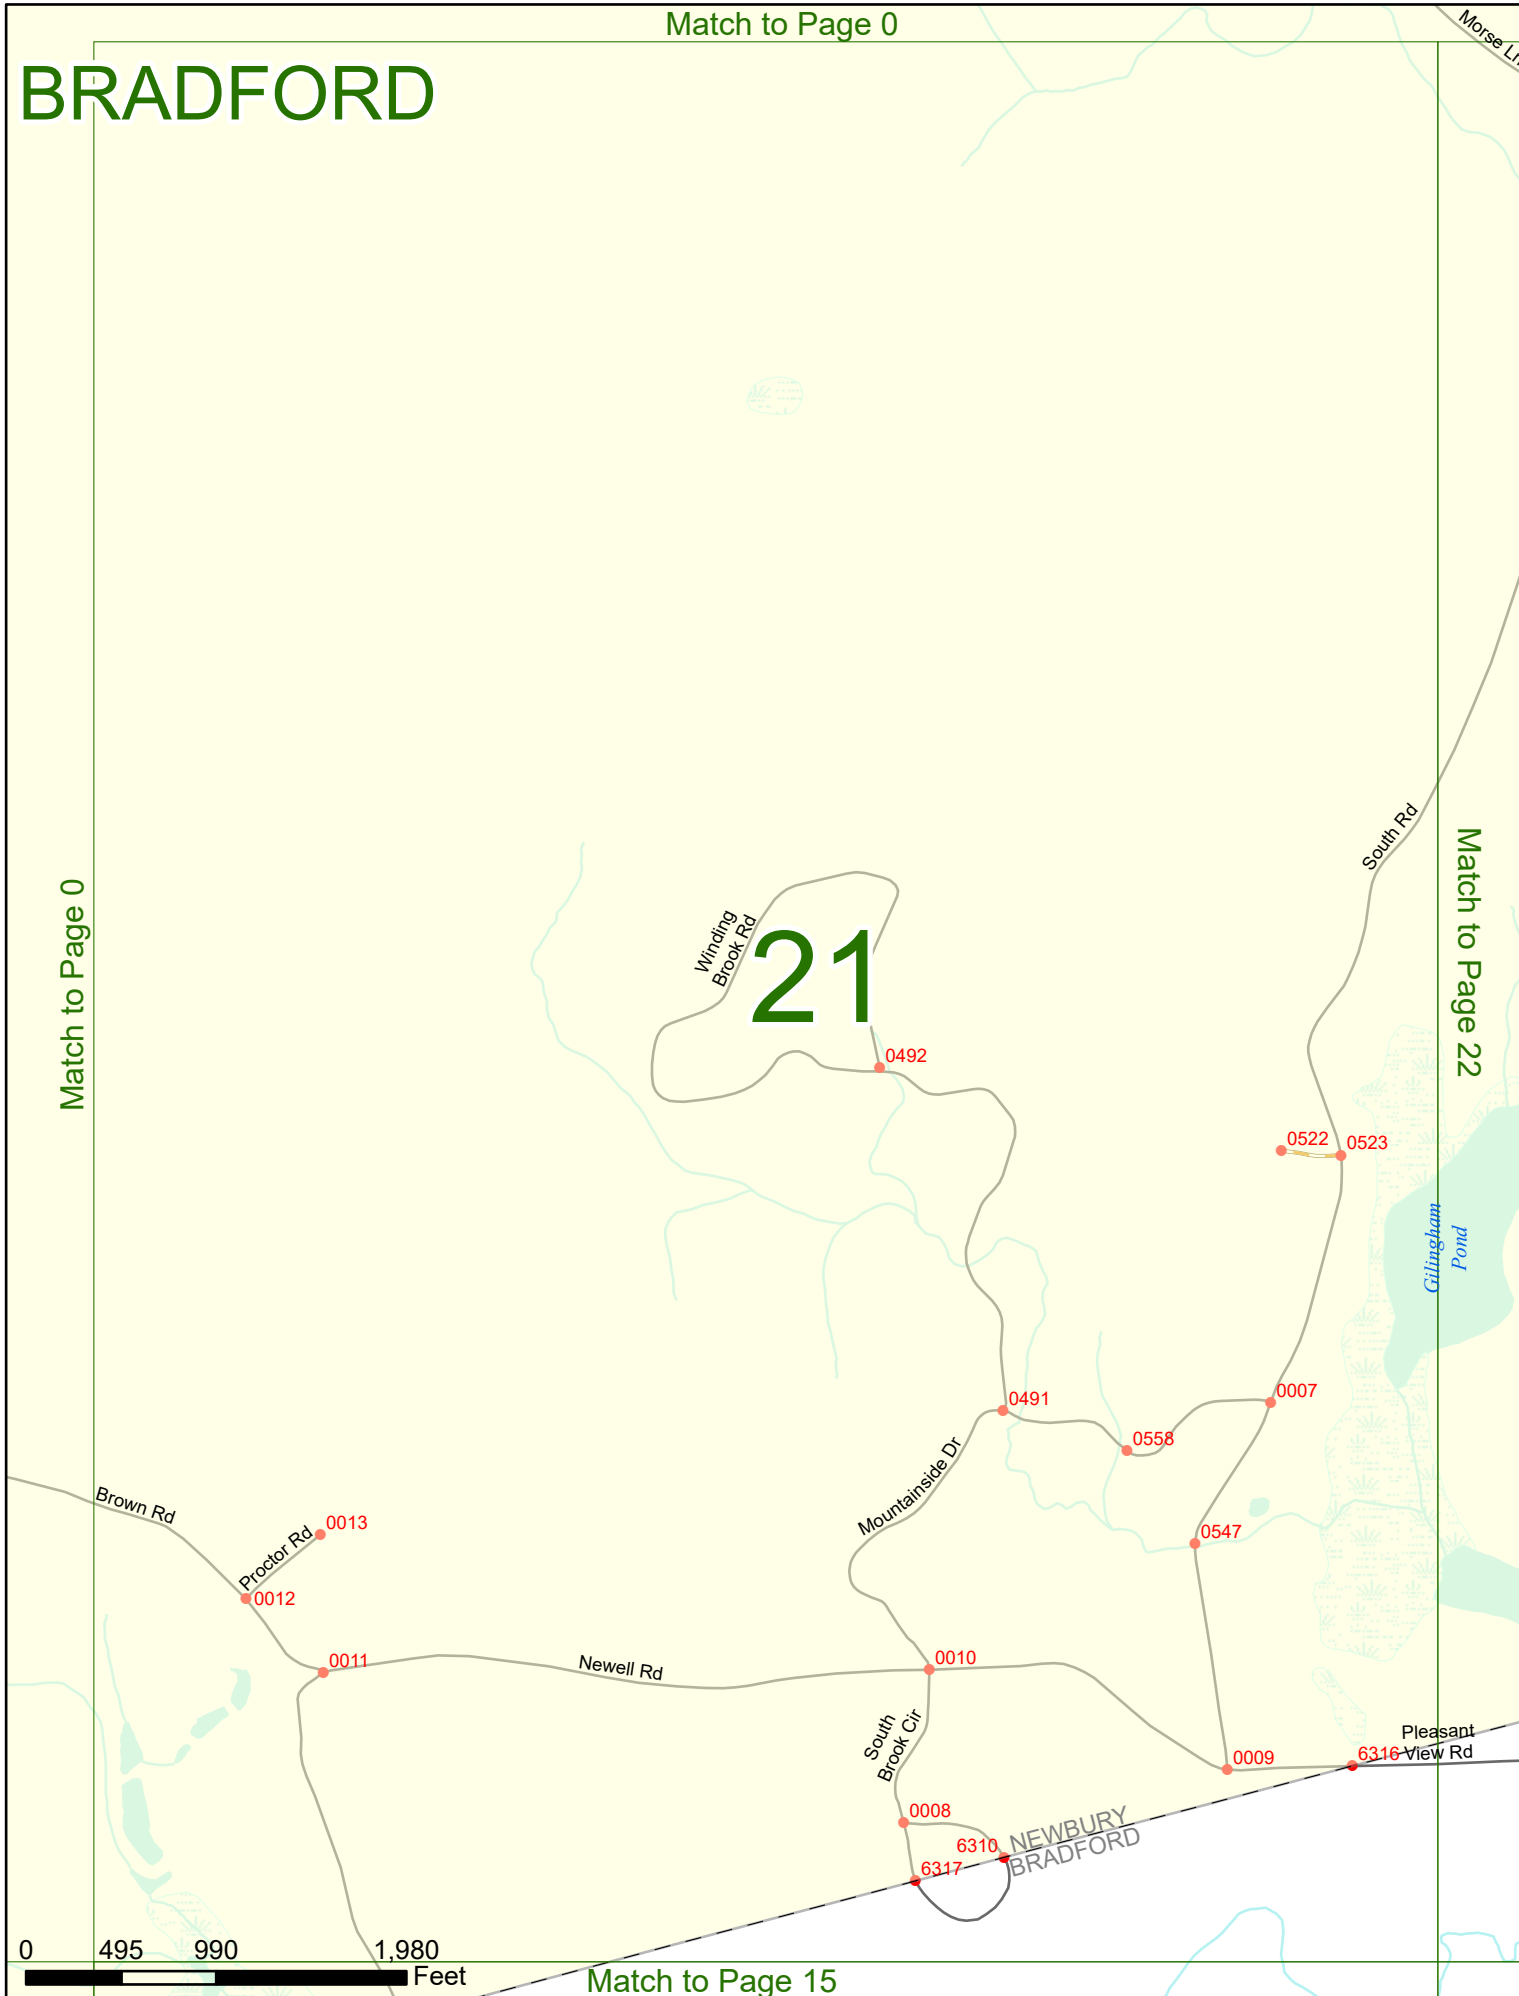 Match to Page 0
Morse Ln
BRADFORD
South Rd
Match to Page 22
Match to Page 0
Winding
Brook Rd
21
0492
0522
0523
Gilingham
Pond
0007
0491
0558
Mountainside Dr
Brown Rd
0013
Proctor Rd
0547
0012
0011
Newell Rd
0010
South
Brook Cir
Pleasant
View Rd
0009
6316
0008
6310
NEWBURY
BRADFORD
6317
0 495 990 1,980
Feet
Match to Page 15